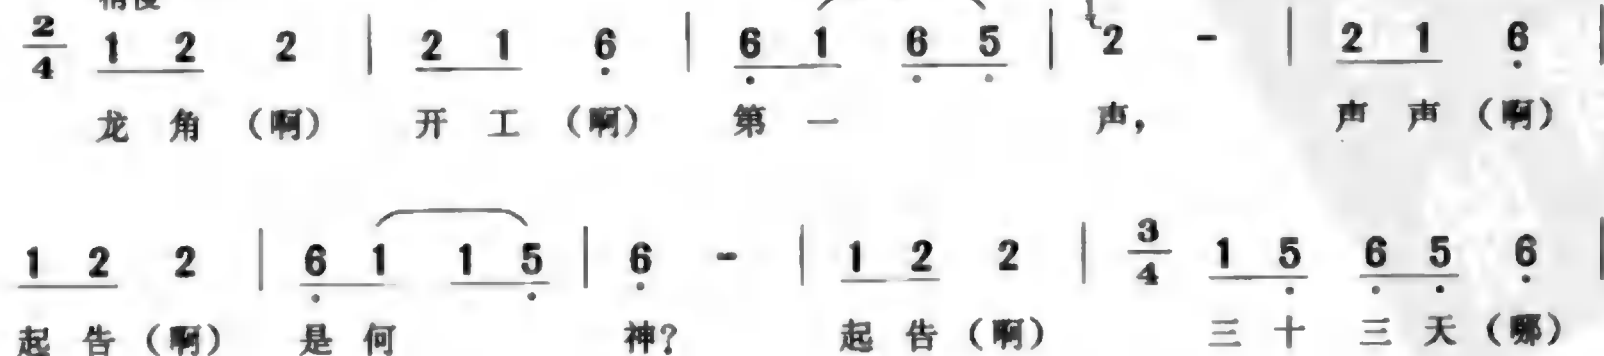 2/4 1 2 2 | 2 1 6 | 6 1 6 5 | 2 - | 2 1 6 |
龙角（啊） 开工（啊） 第一 声， 声声（啊）
1 2 2 | 6 1 1 5 | 6 - | 1 2 2 | 3/4 1 5 6 5 6 |
起告（啊） 是何 神？ 起告（啊） 三十三天（哪）